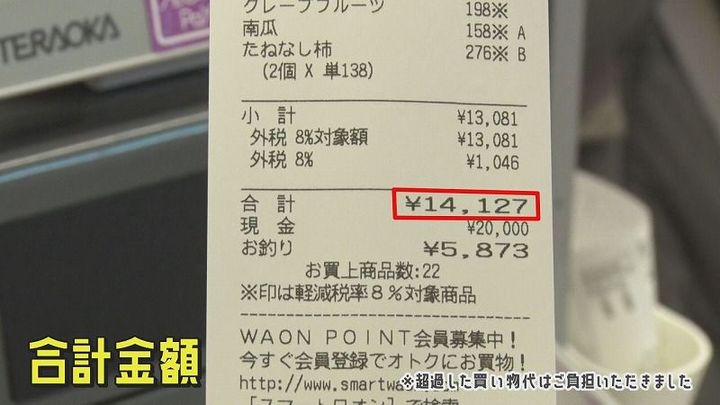 TERAOKA
グレープフルーツ 198※
南瓜 158※ A
たねなし柿 276※ B
(2個 X 単138)
小 計 ¥13,081
外税 8%対象額 ¥13,081
外税 8% ¥1,046
合 計 ¥14,127
現 金 ¥20,000
お釣り ¥5,873
お買上商品数:22
※印は軽減税率8%対象商品
WAON POINT会員募集中!
今すぐ会員登録でオトクにお買物!
http://www.smartwa
合計金額
※超過した買い物代はご負担いただきました